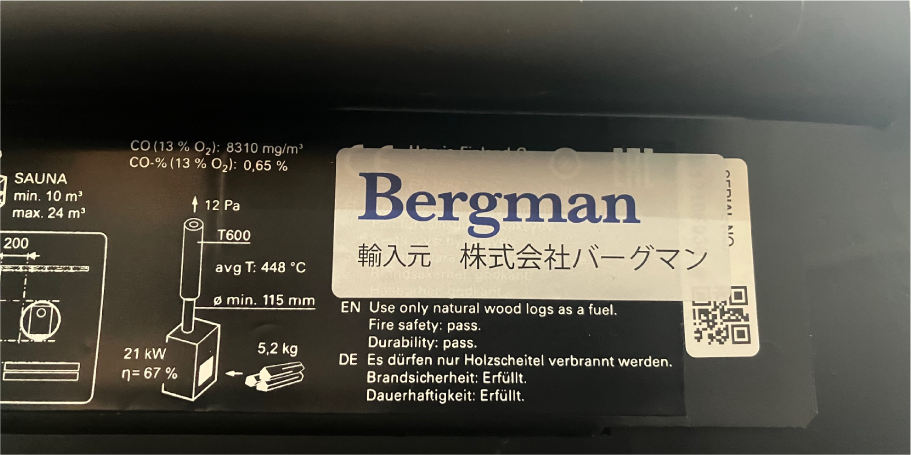 CO (13 % O₂): 8310 mg/m³
CO-% (13 % O₂): 0,65 %
SAUNA
min. 10 m³
max. 24 m³
200
12 Pa
T600
avg T: 448 °C
ø min. 115 mm
21 kW
η= 67 %
5,2 kg
Bergman
輸入元 株式会社バーグマン
EN Use only natural wood logs as a fuel.
Fire safety: pass.
Durability: pass.
DE Es dürfen nur Holzscheitel verbrannt werden.
Brandsicherheit: Erfüllt.
Dauerhaftigkeit: Erfüllt.